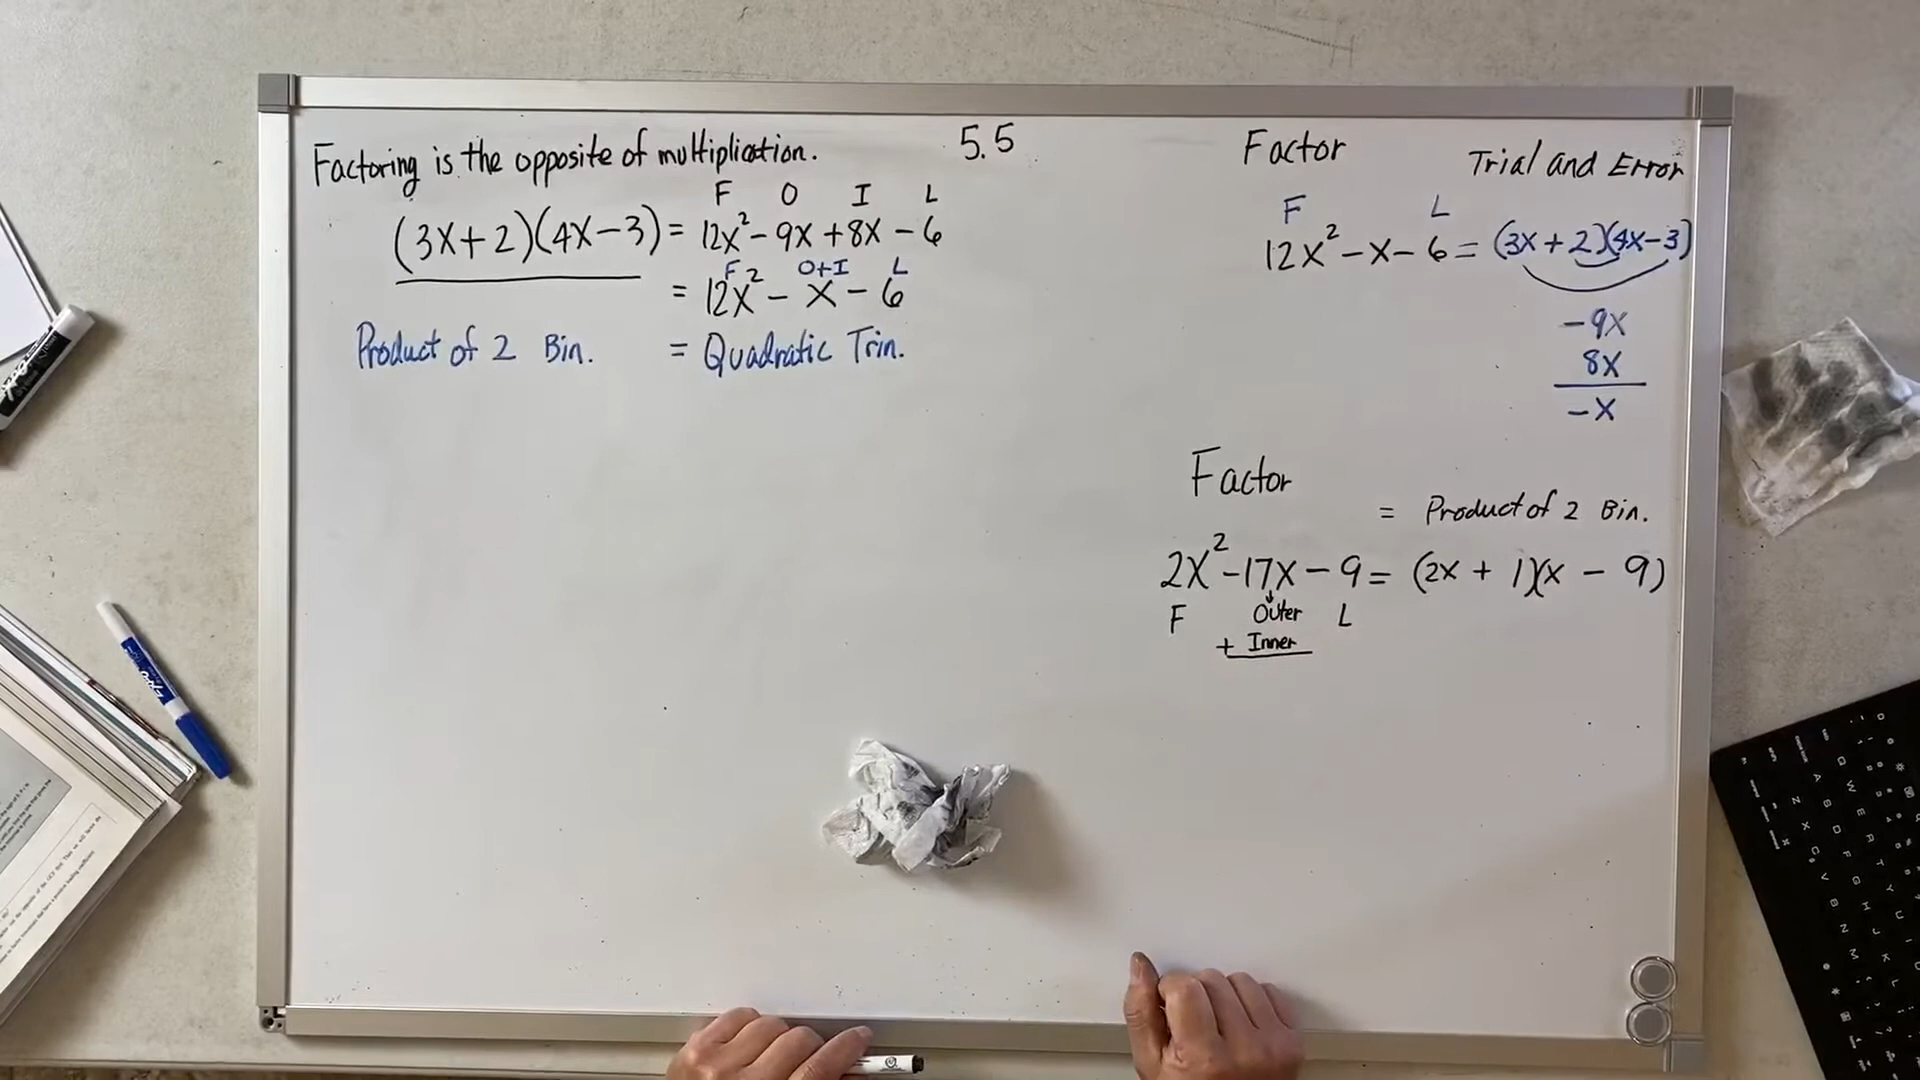 Factoring is the opposite of multiplication.
5.5
F O I L
(3X+2)(4X-3) = 12X² - 9X + 8X - 6
F O+I L
= 12X² - X - 6
Product of 2 Bin. = Quadratic Trin.
Factor
Trial and Error
F L
12X² - X - 6 = (3X + 2)(4X - 3)
-9X
8X
-X
Factor
= Product of 2 Bin.
2X² - 17X - 9 = (2X + 1)(X - 9)
F Outer L
+ Inner
EXPO